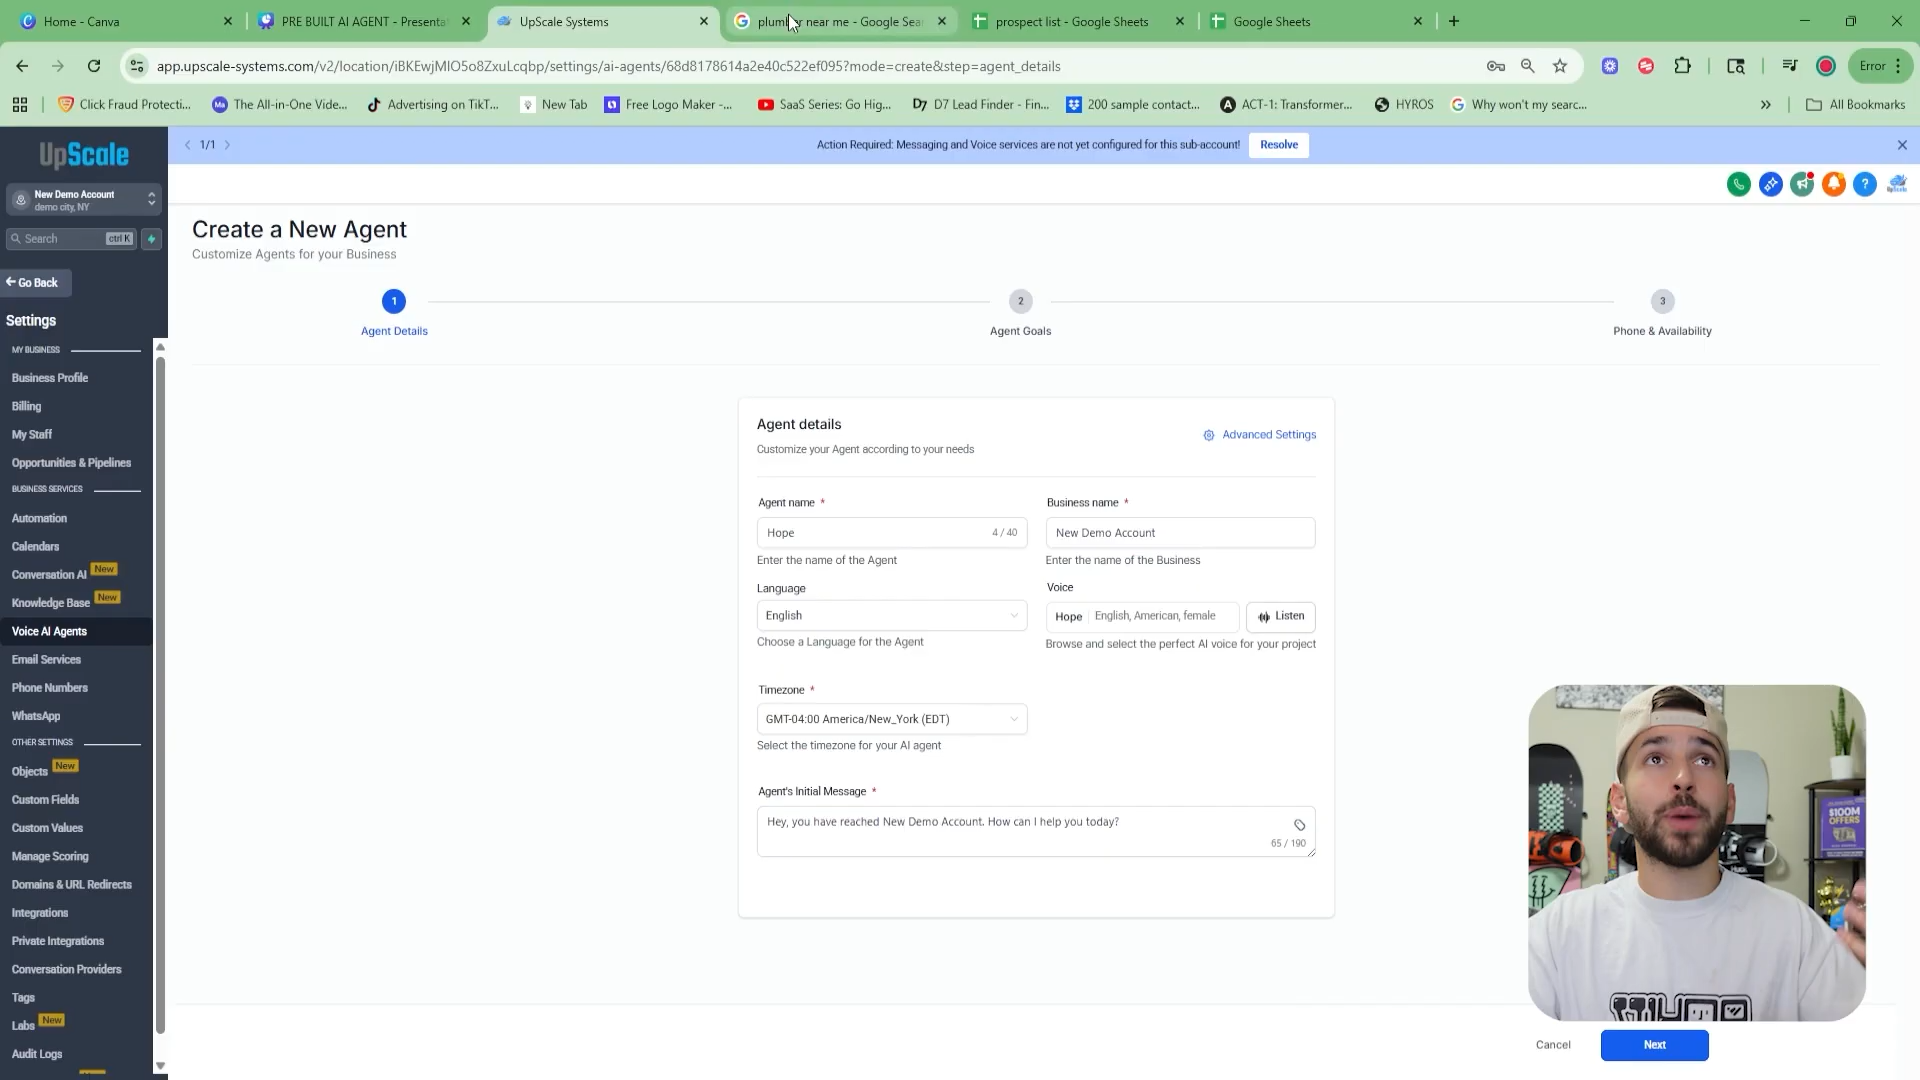 Home - Canva
PRE BUILT AI AGENT - Presenta
UpScale Systems
plumber near me - Google Sea
prospect list - Google Sheets
Google Sheets
app.upscale-systems.com/v2/location/iBKEwjMlO5o8ZxuLcqbp/settings/ai-agents/68d8178614a2e40c522ef095?mode=create&step=agent_details
Error
Click Fraud Protecti...
The All-in-One Vide...
Advertising on TikT...
New Tab
Free Logo Maker -...
SaaS Series: Go Hig...
D7 Lead Finder - Fin...
200 sample contact...
ACT-1: Transformer...
HYROS
Why won't my searc...
All Bookmarks
UpScale
1/1
Action Required: Messaging and Voice services are not yet configured for this sub-account!
Resolve
New Demo Account
demo city, NY
Search
ctrl K
Go Back
Settings
MY BUSINESS
Business Profile
Billing
My Staff
Opportunities & Pipelines
BUSINESS SERVICES
Automation
Calendars
Conversation AI New
Knowledge Base New
Voice AI Agents
Email Services
Phone Numbers
WhatsApp
OTHER SETTINGS
Objects New
Custom Fields
Custom Values
Manage Scoring
Domains & URL Redirects
Integrations
Private Integrations
Conversation Providers
Tags
Labs New
Audit Logs
Create a New Agent
Customize Agents for your Business
1
2
3
Agent Details
Agent Goals
Phone & Availability
Agent details
Advanced Settings
Customize your Agent according to your needs
Agent name *
Business name *
Hope
4 / 40
New Demo Account
Enter the name of the Agent
Enter the name of the Business
Language
Voice
English
Hope
English, American, female
Listen
Choose a Language for the Agent
Browse and select the perfect AI voice for your project
Timezone *
GMT-04:00 America/New_York (EDT)
Select the timezone for your AI agent
Agent's Initial Message *
Hey, you have reached New Demo Account. How can I help you today?
65 / 190
$100M
OFFERS
Cancel
Next